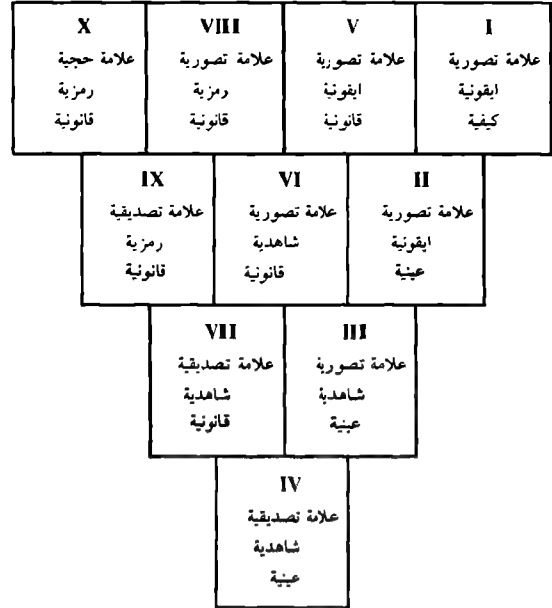 I
علامة تصورية
ايقونية
كيفية
V
علامة تصورية
ايقونية
قانونية
VIII
علامة تصورية
رمزية
قانونية
X
علامة حجية
رمزية
قانونية
II
علامة تصورية
ايقونية
عينية
VI
علامة تصورية
شاهدية
قانونية
IX
علامة تصديقية
رمزية
قانونية
III
علامة تصورية
شاهدية
عينية
VII
علامة تصديقية
شاهدية
قانونية
IV
علامة تصديقية
شاهدية
عينية